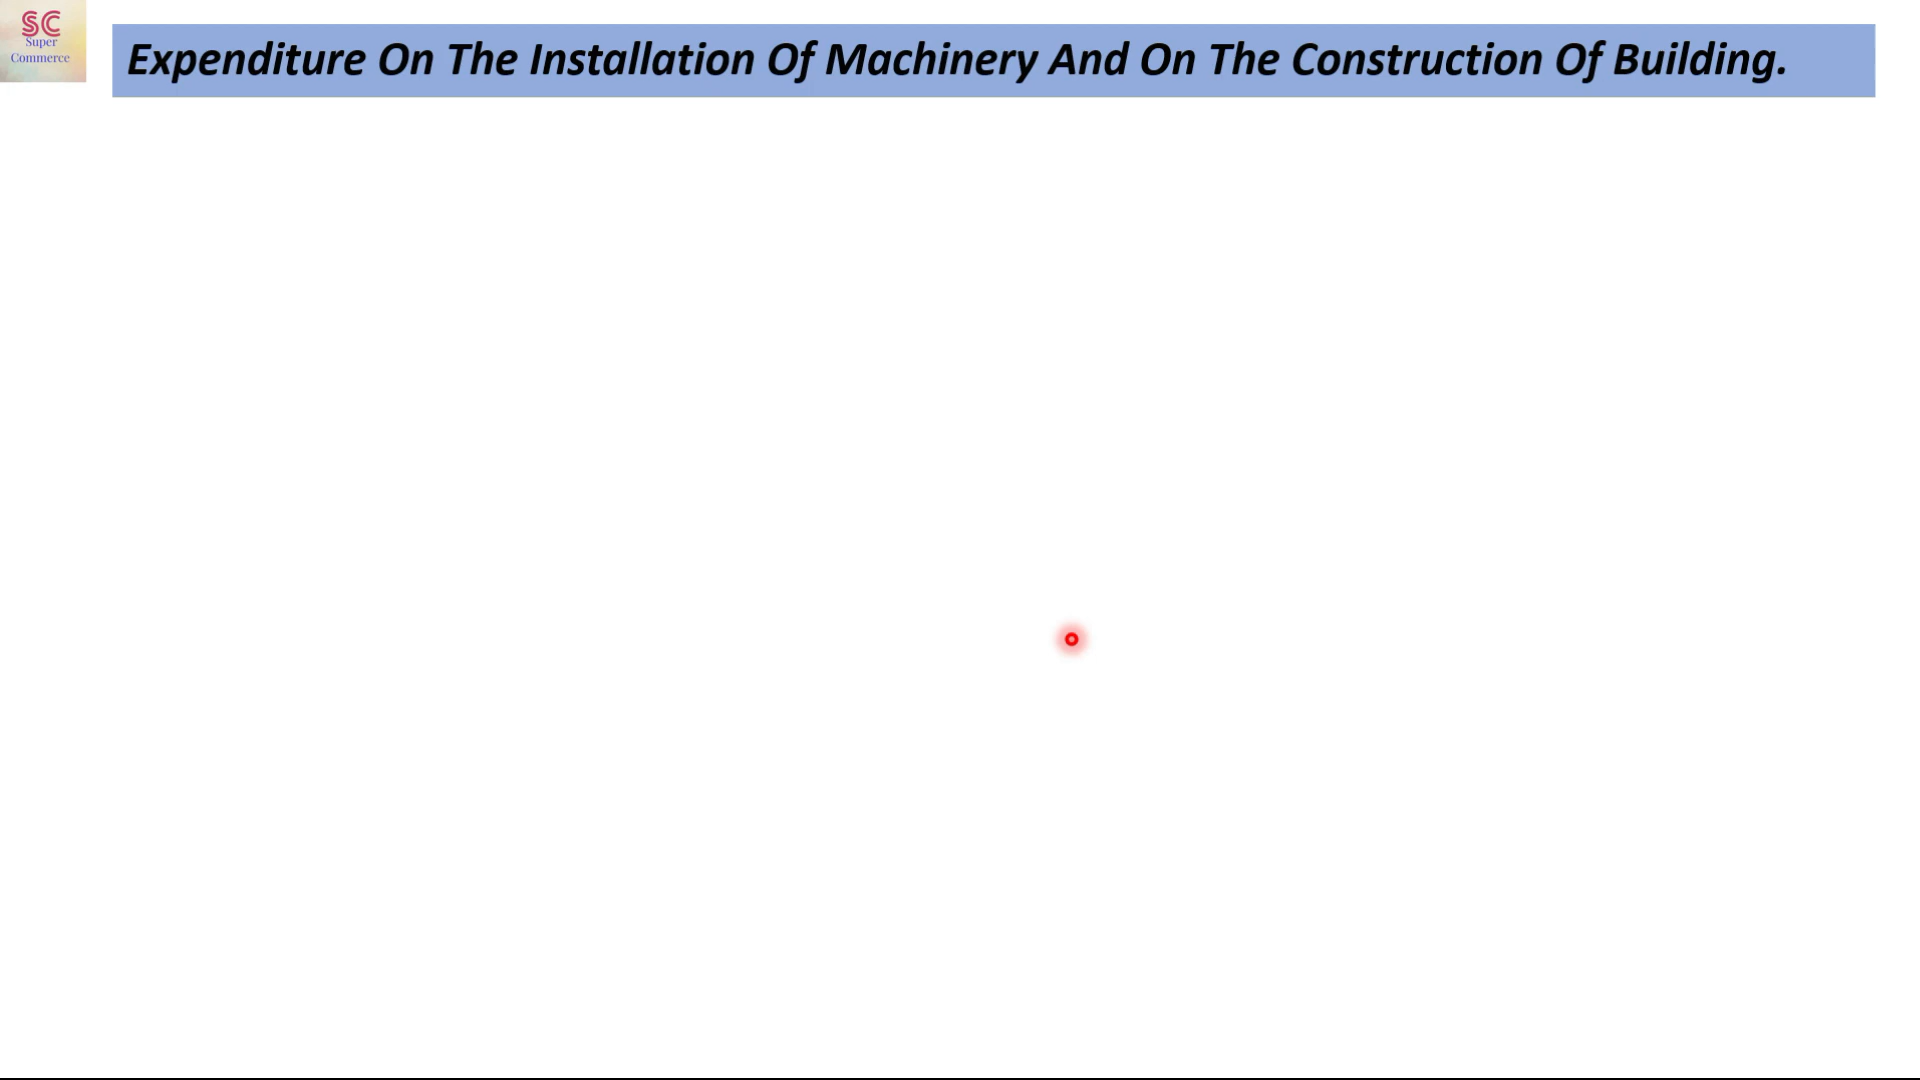 SC
Super
Commerce
Expenditure On The Installation Of Machinery And On The Construction Of Building.